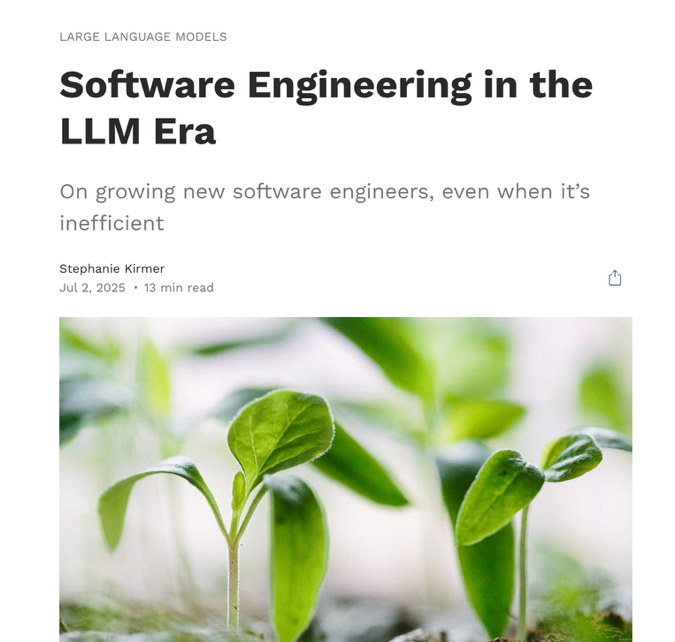 LARGE LANGUAGE MODELS
Software Engineering in the
LLM Era
On growing new software engineers, even when it’s
inefficient
Stephanie Kirmer
Jul 2, 2025 • 13 min read